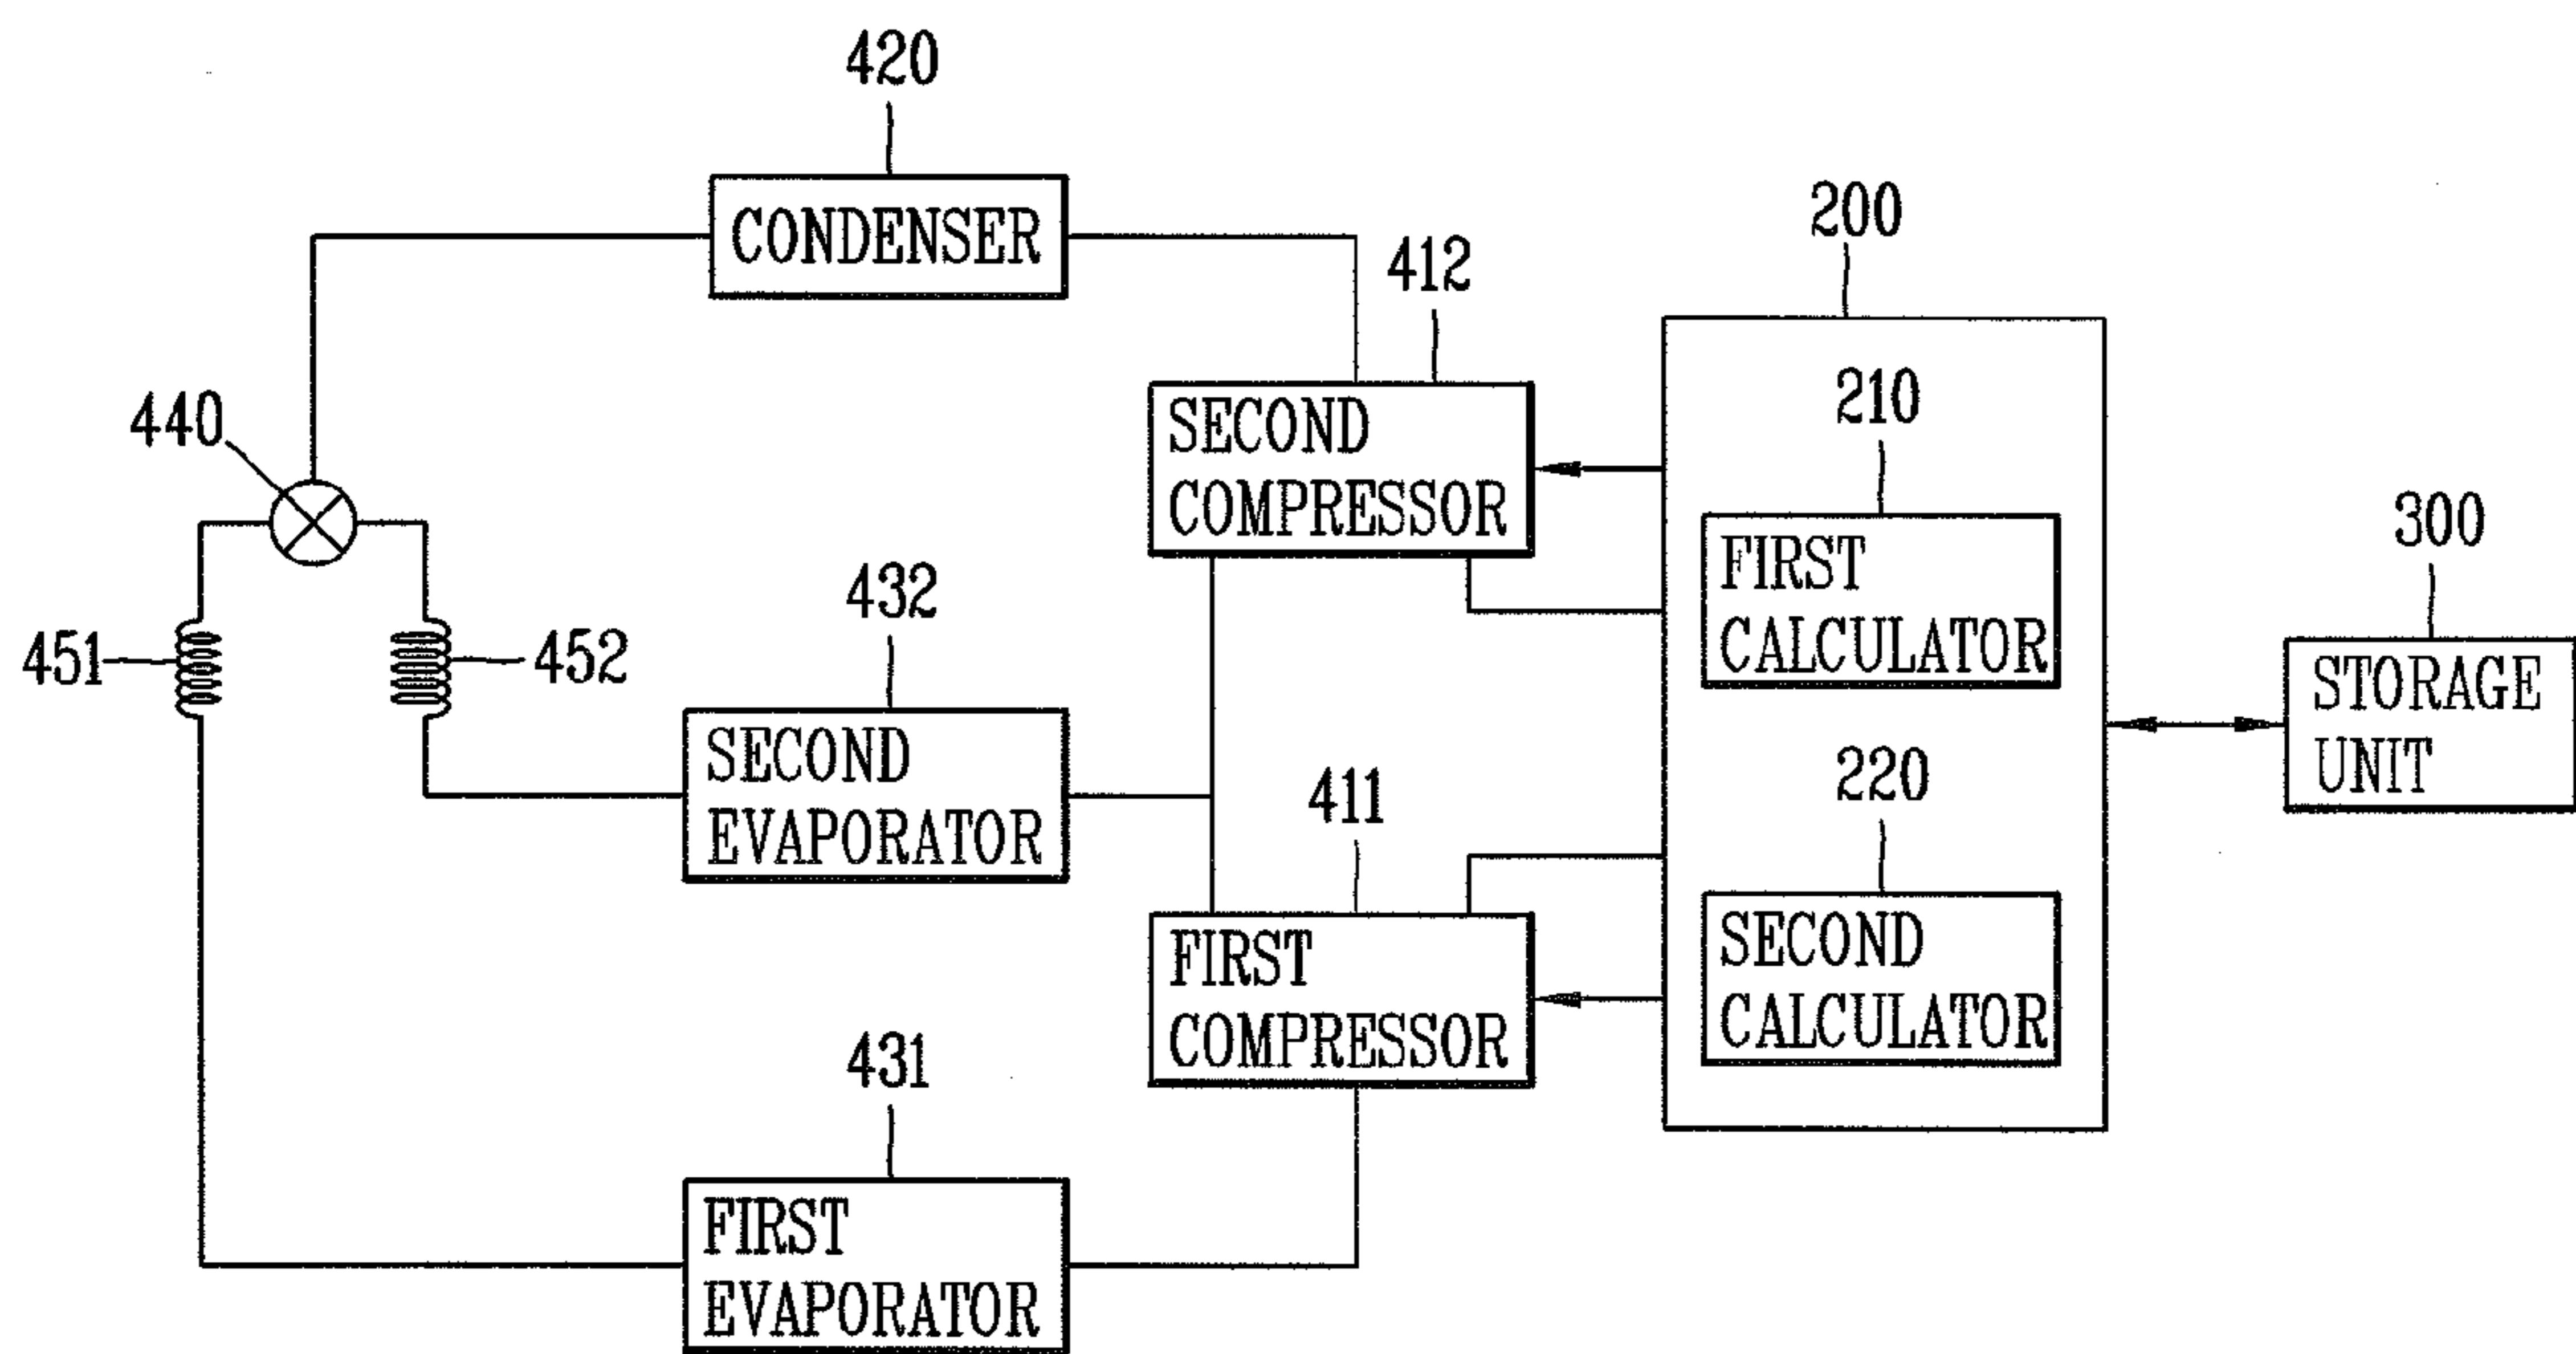 420
CONDENSER
200
412
SECOND
COMPRESSOR
210
FIRST
CALCULATOR
440
300
STORAGE
UNIT
432
451
452
SECOND
EVAPORATOR
220
SECOND
CALCULATOR
411
FIRST
COMPRESSOR
431
FIRST
EVAPORATOR